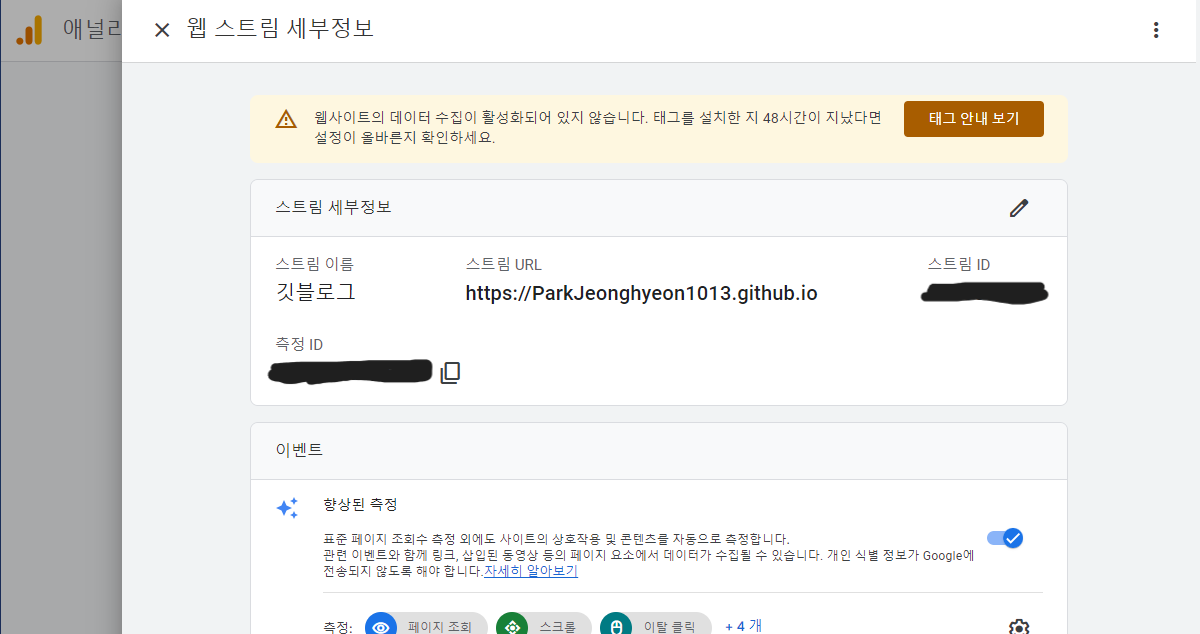 애널리
웹 스트림 세부정보
웹사이트의 데이터 수집이 활성화되어 있지 않습니다. 태그를 설치한 지 48시간이 지났다면
설정이 올바른지 확인하세요.
태그 안내 보기
스트림 세부정보
스트림 이름
깃블로그
스트림 URL
https://ParkJeonghyeon1013.github.io
스트림 ID
측정 ID
이벤트
향상된 측정
표준 페이지 조회수 측정 외에도 사이트의 상호작용 및 콘텐츠를 자동으로 측정합니다.
관련 이벤트와 함께 링크, 삽입된 동영상 등의 페이지 요소에서 데이터가 수집될 수 있습니다. 개인 식별 정보가 Google에
전송되지 않도록 해야 합니다.자세히 알아보기
측정: 페이지 조회 스크롤 이탈 클릭 + 4 개